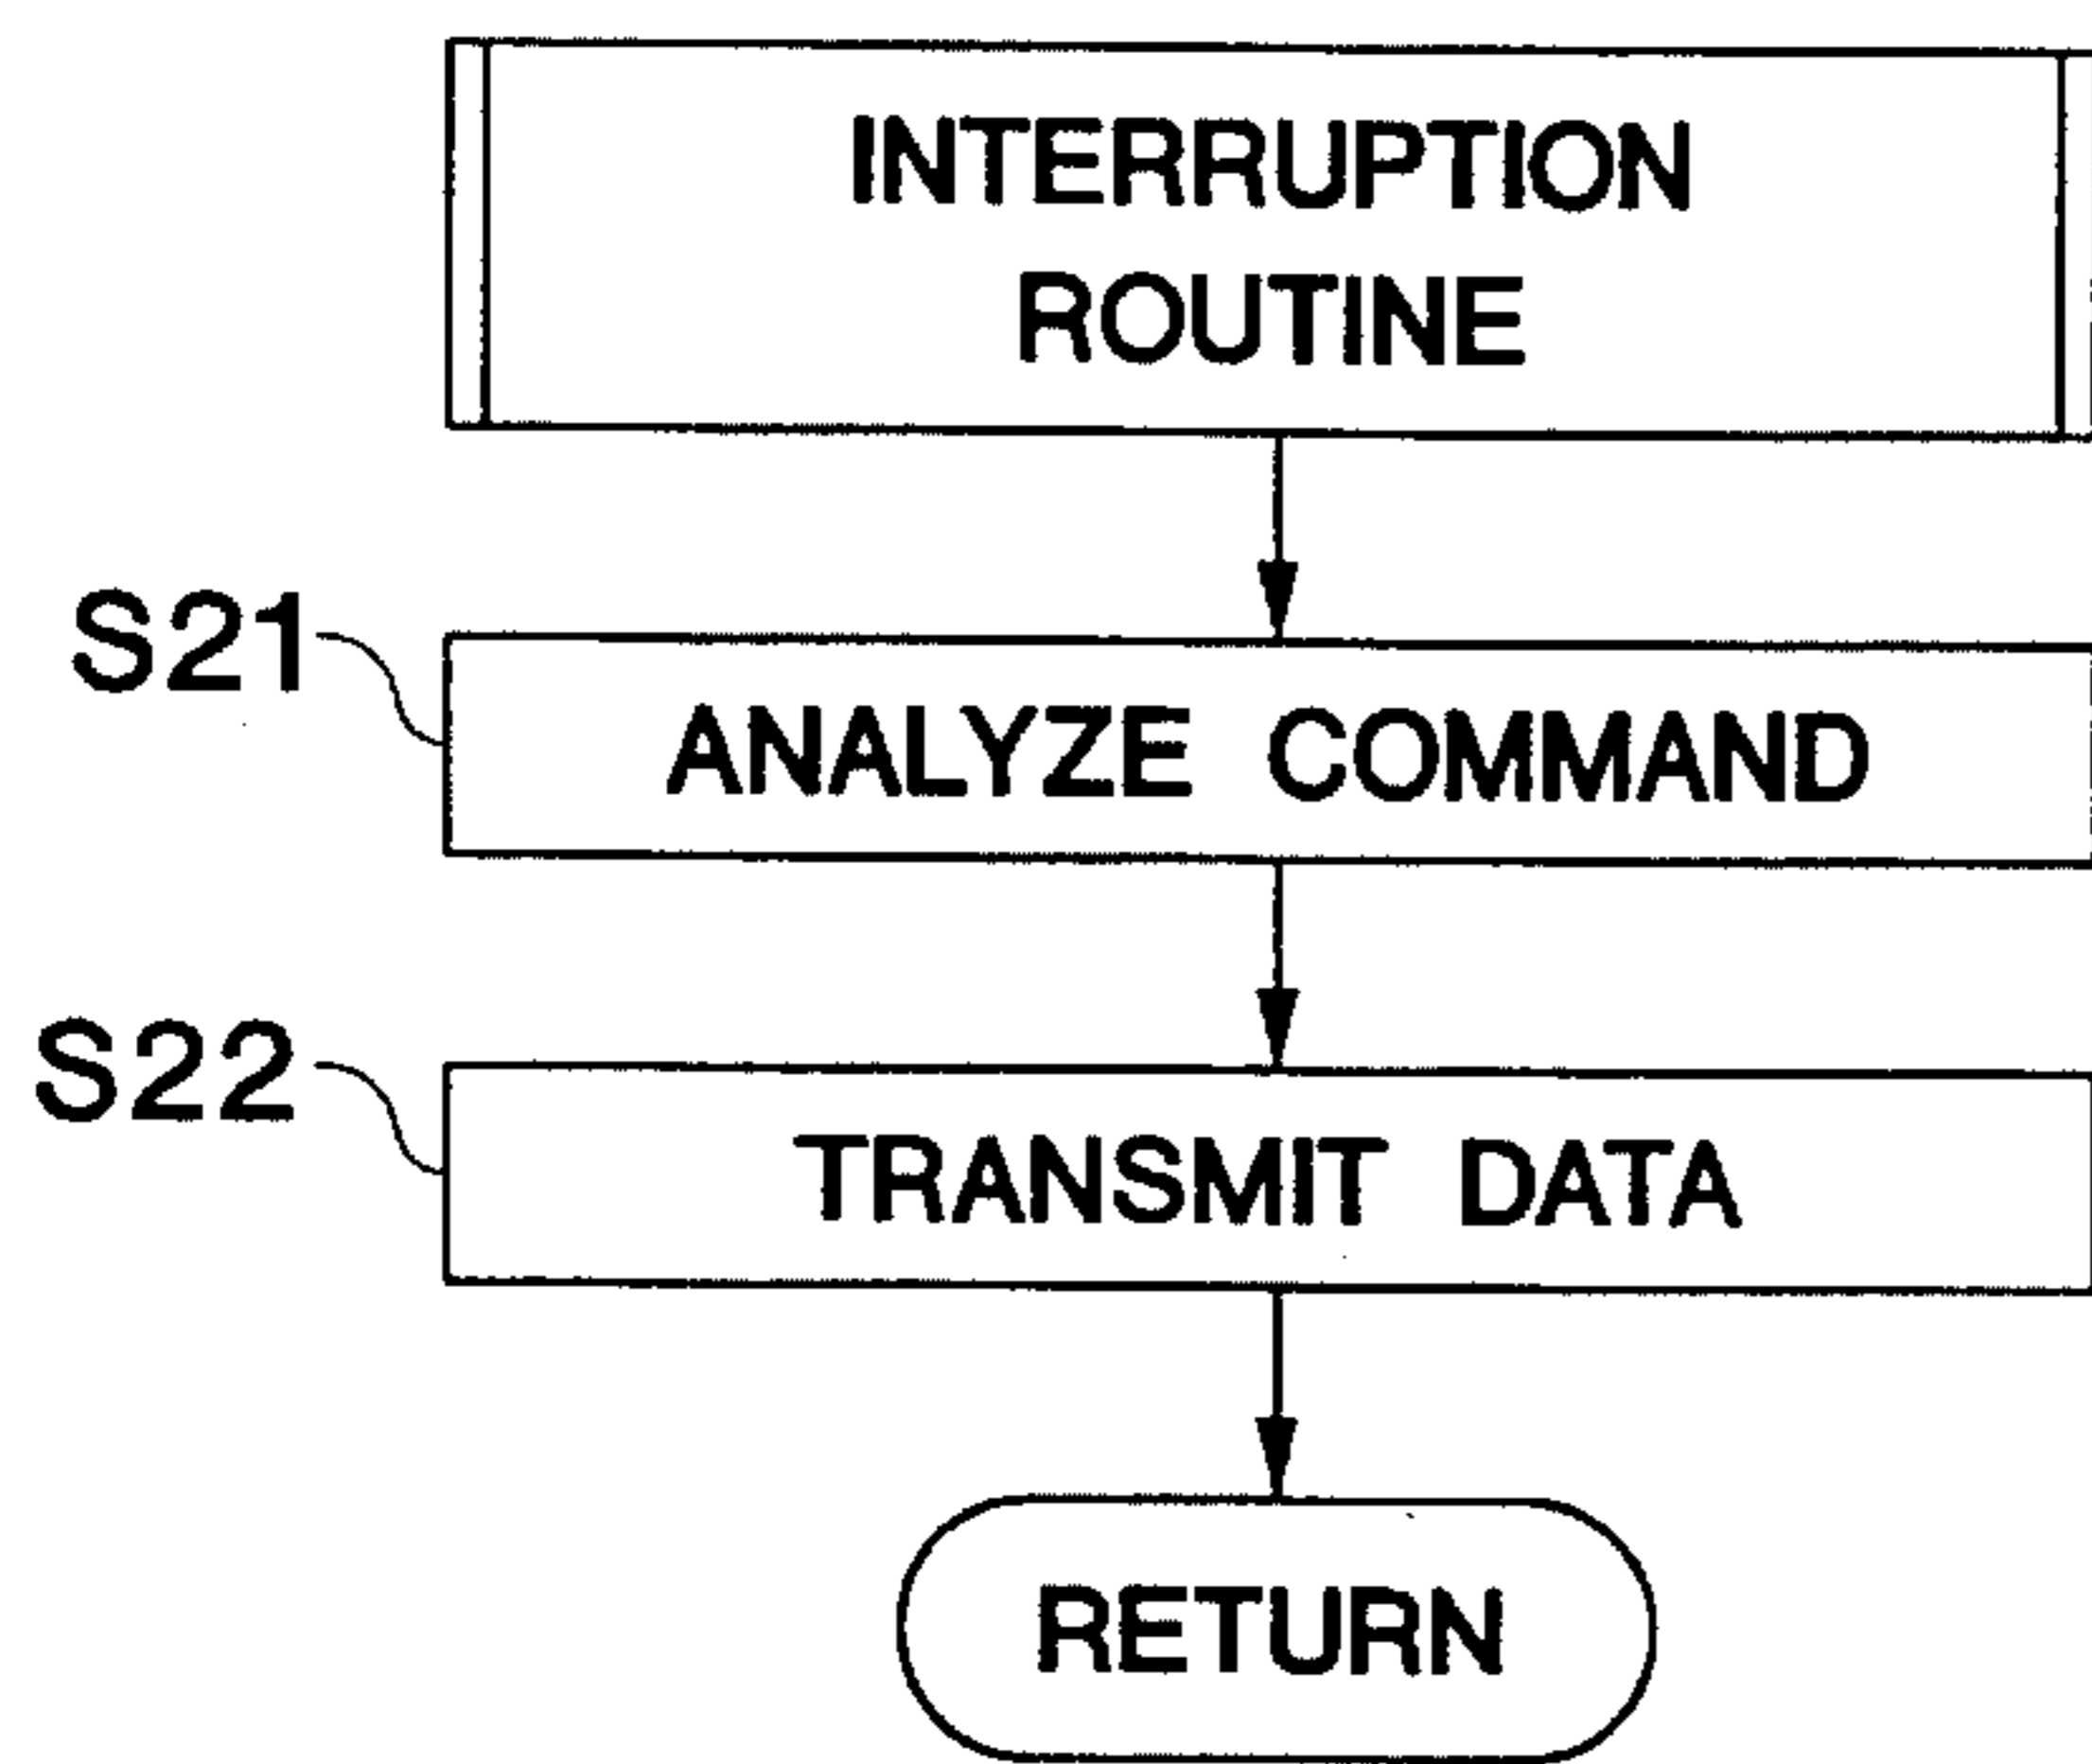 INTERRUPTION
ROUTINE
S21
ANALYZE COMMAND
S22
TRANSMIT DATA
RETURN